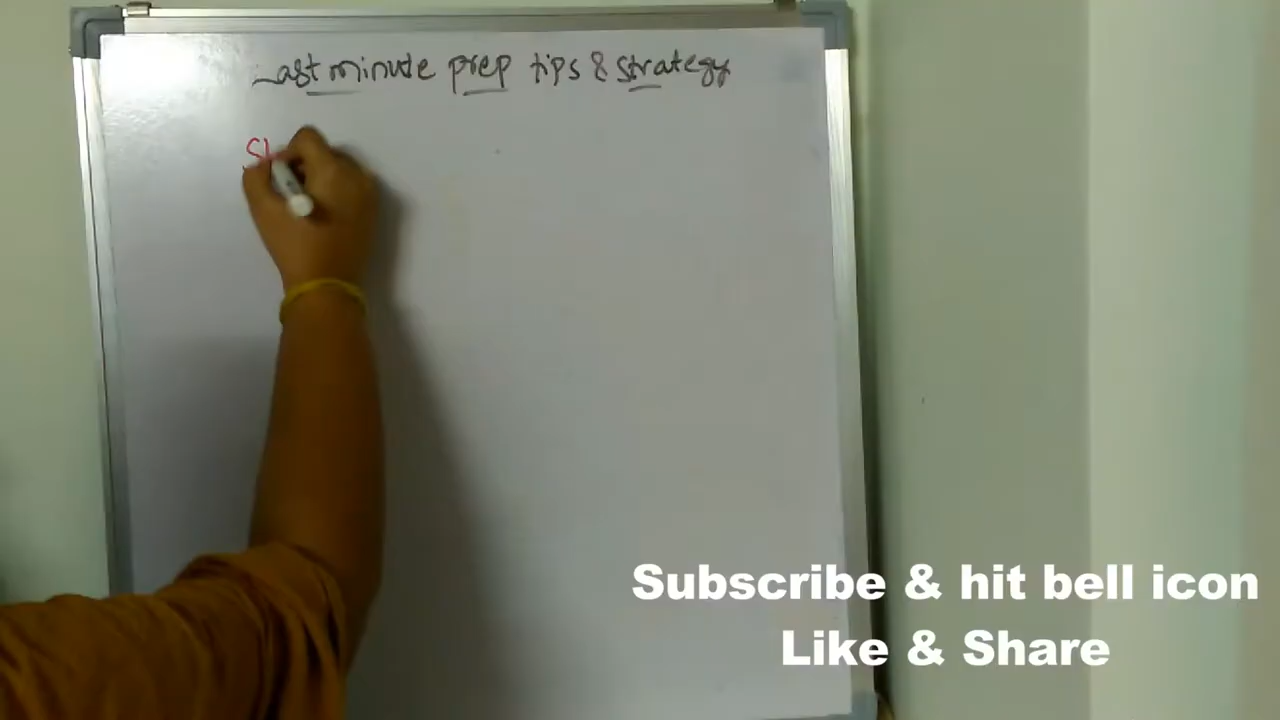 Last minute prep tips & strategy
Subscribe & hit bell icon
Like & Share